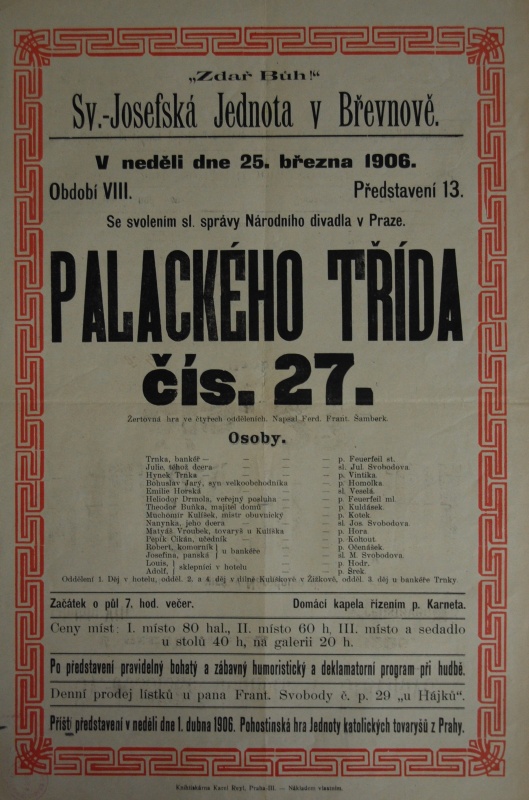 „Zdař Bůh!“
Sv.-Josefská Jednota v Břevnově.
V neděli dne 25. března 1906.
Období VIII. Představení 13.
Se svolením sl. správy Národního divadla v Praze.
PALACKÉHO TŘÍDA
čís. 27.
Žertovná hra ve čtyřech odděleních. Napsal Ferd. Frant. Šamberk.
Osoby.
Trnka, bankéř — — — — p. Feuerfeil st.
Julie, téhož dcera — — — sl. Jul. Svobodova
Hynek Trnka — — — — p. Vintika
Bohuslav Jarý, syn velkoobchodníka — p. Homolka
Emilie Horská — — — sl. Veselá.
Heliodor Drmola, veřejný posluha — — p. Feuerfeil ml.
Theodor Buňka, majitel domů — — p. Kuldásek.
Muchomír Kulíšek, mistr obuvnický — p. Kotek.
Nanynka, jeho dcera — — — sl. Jos. Svobodova
Matyáš Vroubek, tovaryš u Kulíška — p. Hora
Pepík Cikán, učedník — — — p. Kohout
Robert, komorník } u bankéře — — p. Očenášek.
Josefina, panská } — — sl. M. Svobodova.
Louis, } sklepníci v hotelu — — p. Hodr.
Adolf, } — — p. Srek
Oddělení 1. Děj v hotelu, odděl. 2. a 4. děj v dílně Kulíškově v Žižkově, odděl. 3. děj u bankéře Trnky.
Začátek o půl 7. hod. večer. Domácí kapela řízením p. Karneta.
Ceny míst: I. místo 80 hal., II. místo 60 h, III. místo a sedadlo
u stolů 40 h, na galerii 20 h.
Po představení pravidelný bohatý a zábavný humoristický a deklamatorní program při hudbě.
Denní prodej lístků u pana Frant. Svobody č. p. 29 „u Hájků“.
Příští představení v neděli dne 1. dubna 1906. Pohostinská hra Jednoty katolických tovaryšů z Prahy.
Knihtiskárna Karel Reyl, Praha-III. — Nákladem vlastním.